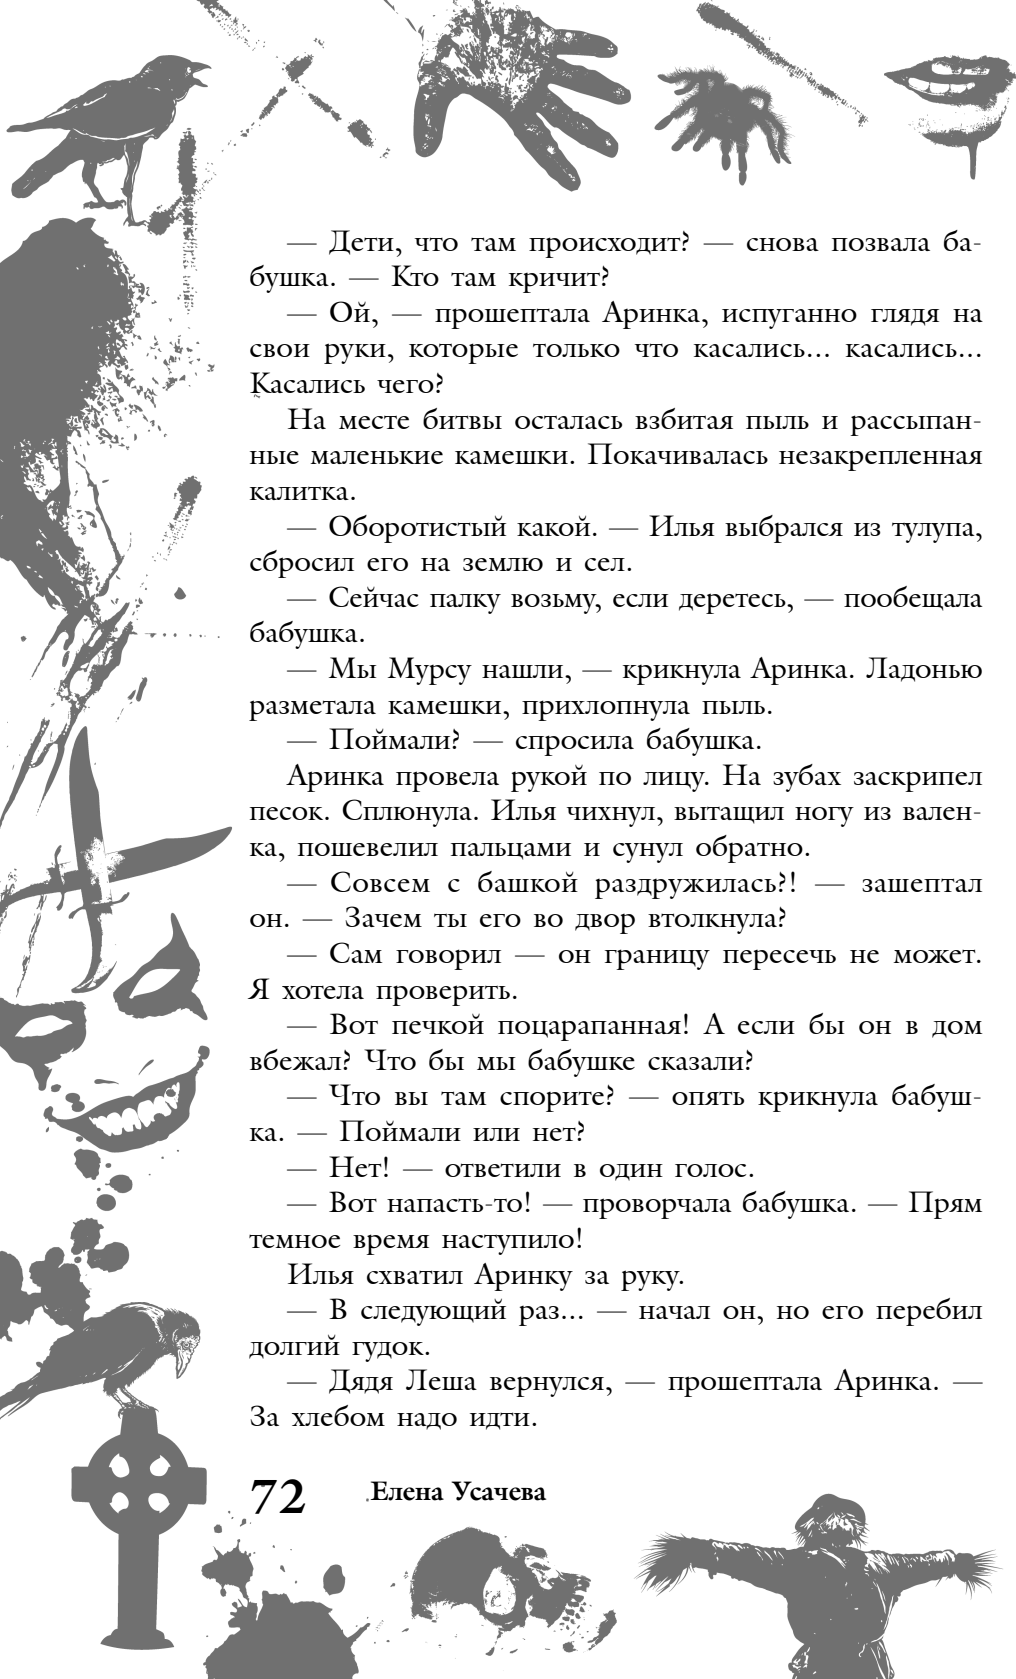 — Дети, что там происходит? — снова позвала ба-
бушка. — Кто там кричит?
— Ой, — прошептала Аринка, испуганно глядя на
свои руки, которые только что касались... касались...
Касались чего?
На месте битвы осталась взбитая пыль и рассыпан-
ные маленькие камешки. Покачивалась незакрепленная
калитка.
— Оборотистый какой. — Илья выбрался из тулупа,
сбросил его на землю и сел.
— Сейчас палку возьму, если деретесь, — пообещала
бабушка.
— Мы Мурсу нашли, — крикнула Аринка. Ладонью
разметала камешки, прихлопнула пыль.
— Поймали? — спросила бабушка.
Аринка провела рукой по лицу. На зубах заскрипел
песок. Сплюнула. Илья чихнул, вытащил ногу из вален-
ка, пошевелил пальцами и сунул обратно.
— Совсем с башкой раздружилась?! — зашептал
он. — Зачем ты его во двор втолкнула?
— Сам говорил — он границу пересечь не может.
Я хотела проверить.
— Вот печкой поцарапанная! А если бы он в дом
вбежал? Что бы мы бабушке сказали?
— Что вы там спорите? — опять крикнула бабуш-
ка. — Поймали или нет?
— Нет! — ответили в один голос.
— Вот напасть-то! — проворчала бабушка. — Прям
темное время наступило!
Илья схватил Аринку за руку.
— В следующий раз... — начал он, но его перебил
долгий гудок.
— Дядя Леша вернулся, — прошептала Аринка. —
За хлебом надо идти.
72 Елена Усачева